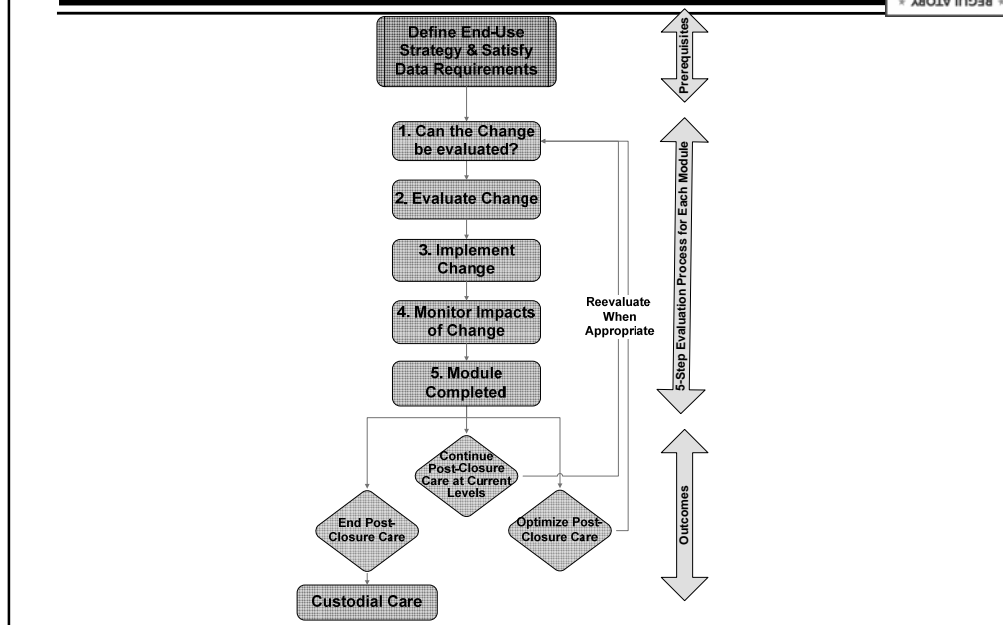 REGULATORY
Define End-Use
Strategy & Satisfy
Data Requirements
Prerequisites
1. Can the Change
be evaluated?
2. Evaluate Change
3. Implement
Change
4. Monitor Impacts
of Change
5. Module
Completed
Reevaluate
When
Appropriate
5-Step Evaluation Process for Each Module
Continue
Post-Closure
Care at Current
Levels
End Post-
Closure Care
Optimize Post-
Closure Care
Outcomes
Custodial Care